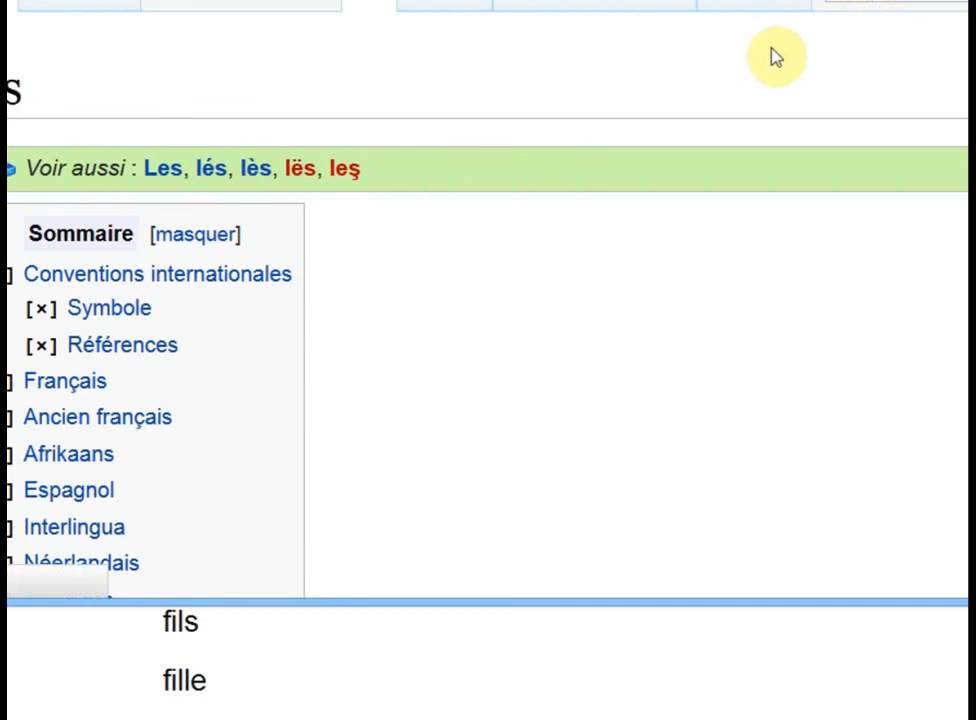 s
Voir aussi : Les, lés, lès, lës, leş
Sommaire [masquer]
] Conventions internationales
[×] Symbole
[×] Références
] Français
] Ancien français
] Afrikaans
] Espagnol
] Interlingua
] Néerlandais
fils
fille